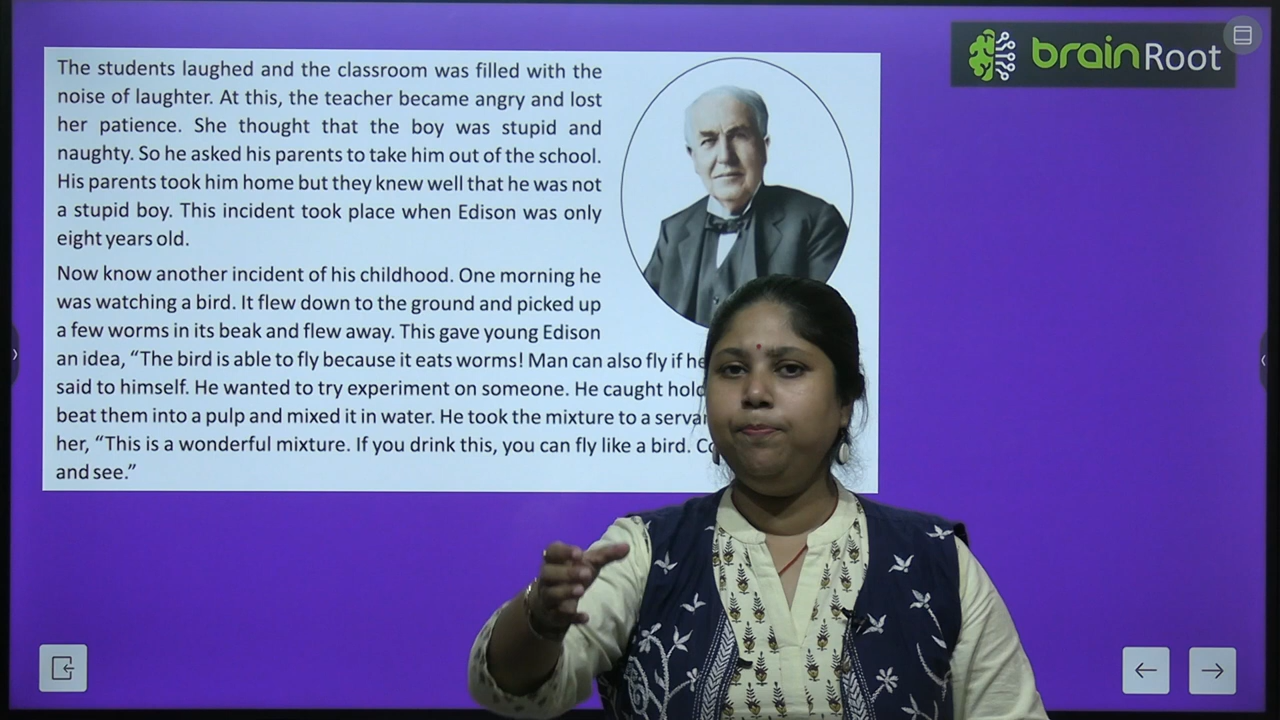 brainRoot
The students laughed and the classroom was filled with the
noise of laughter. At this, the teacher became angry and lost
her patience. She thought that the boy was stupid and
naughty. So he asked his parents to take him out of the school.
His parents took him home but they knew well that he was not
a stupid boy. This incident took place when Edison was only
eight years old.
Now know another incident of his childhood. One morning he
was watching a bird. It flew down to the ground and picked up
a few worms in its beak and flew away. This gave young Edison
an idea, “The bird is able to fly because it eats worms! Man can also fly if he
said to himself. He wanted to try experiment on someone. He caught hold
beat them into a pulp and mixed it in water. He took the mixture to a
her, “This is a wonderful mixture. If you drink this, you can fly like a bird.
and see.”